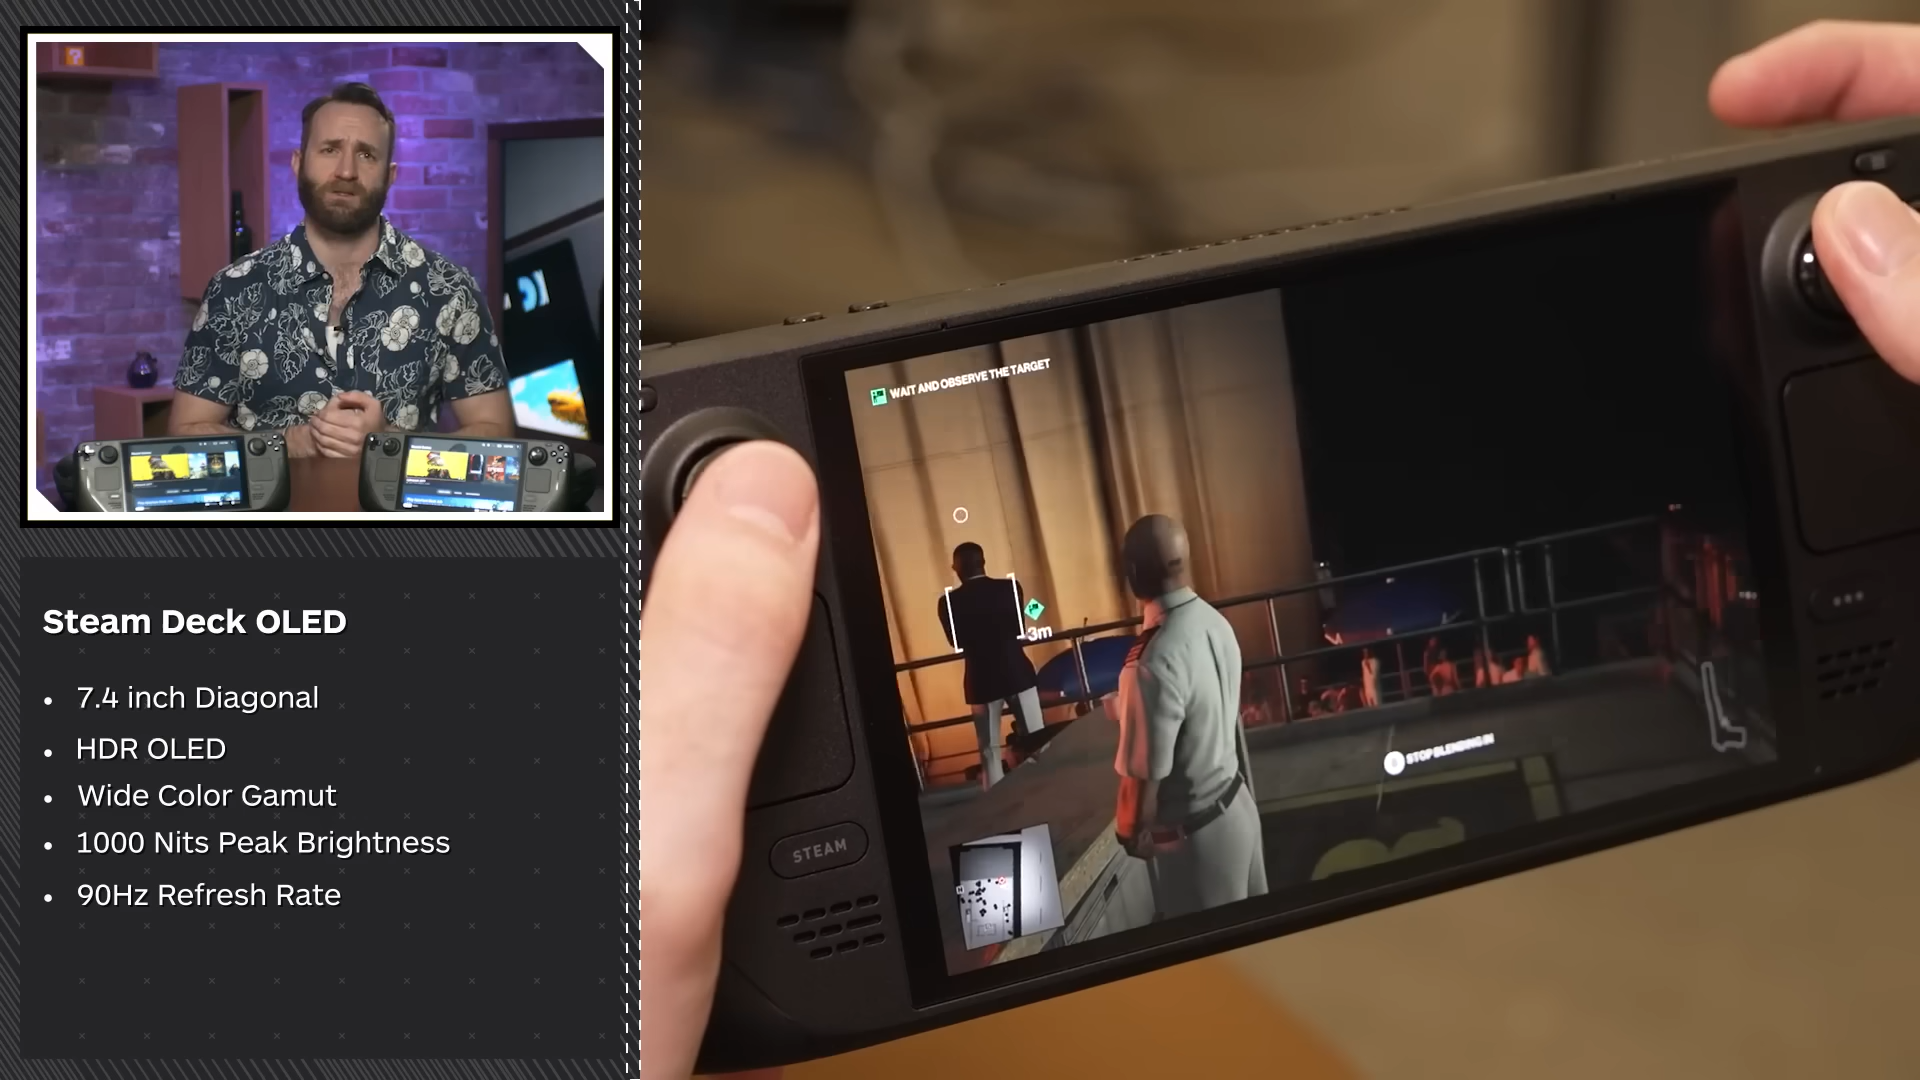 Steam Deck OLED
• 7.4 inch Diagonal
• HDR OLED
• Wide Color Gamut
• 1000 Nits Peak Brightness
• 90Hz Refresh Rate
WAIT AND OBSERVE THE TARGET
3m
STOP BLENDING IN
STEAM